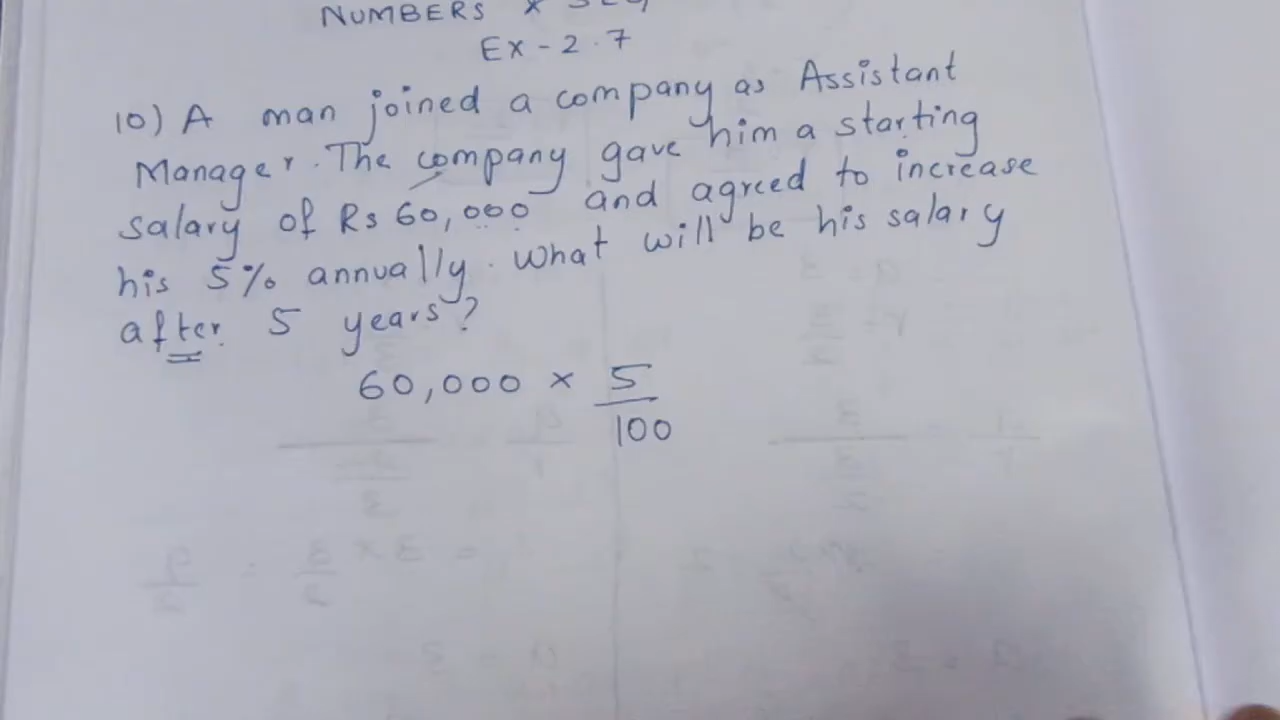 NUMBERS
Ex - 2.7
10) A man joined a company as Assistant
Manager. The company gave him a starting
salary of Rs 60,000 and agreed to increase
his 5% annually. What will be his salary
after 5 years?
60,000 × 5/100